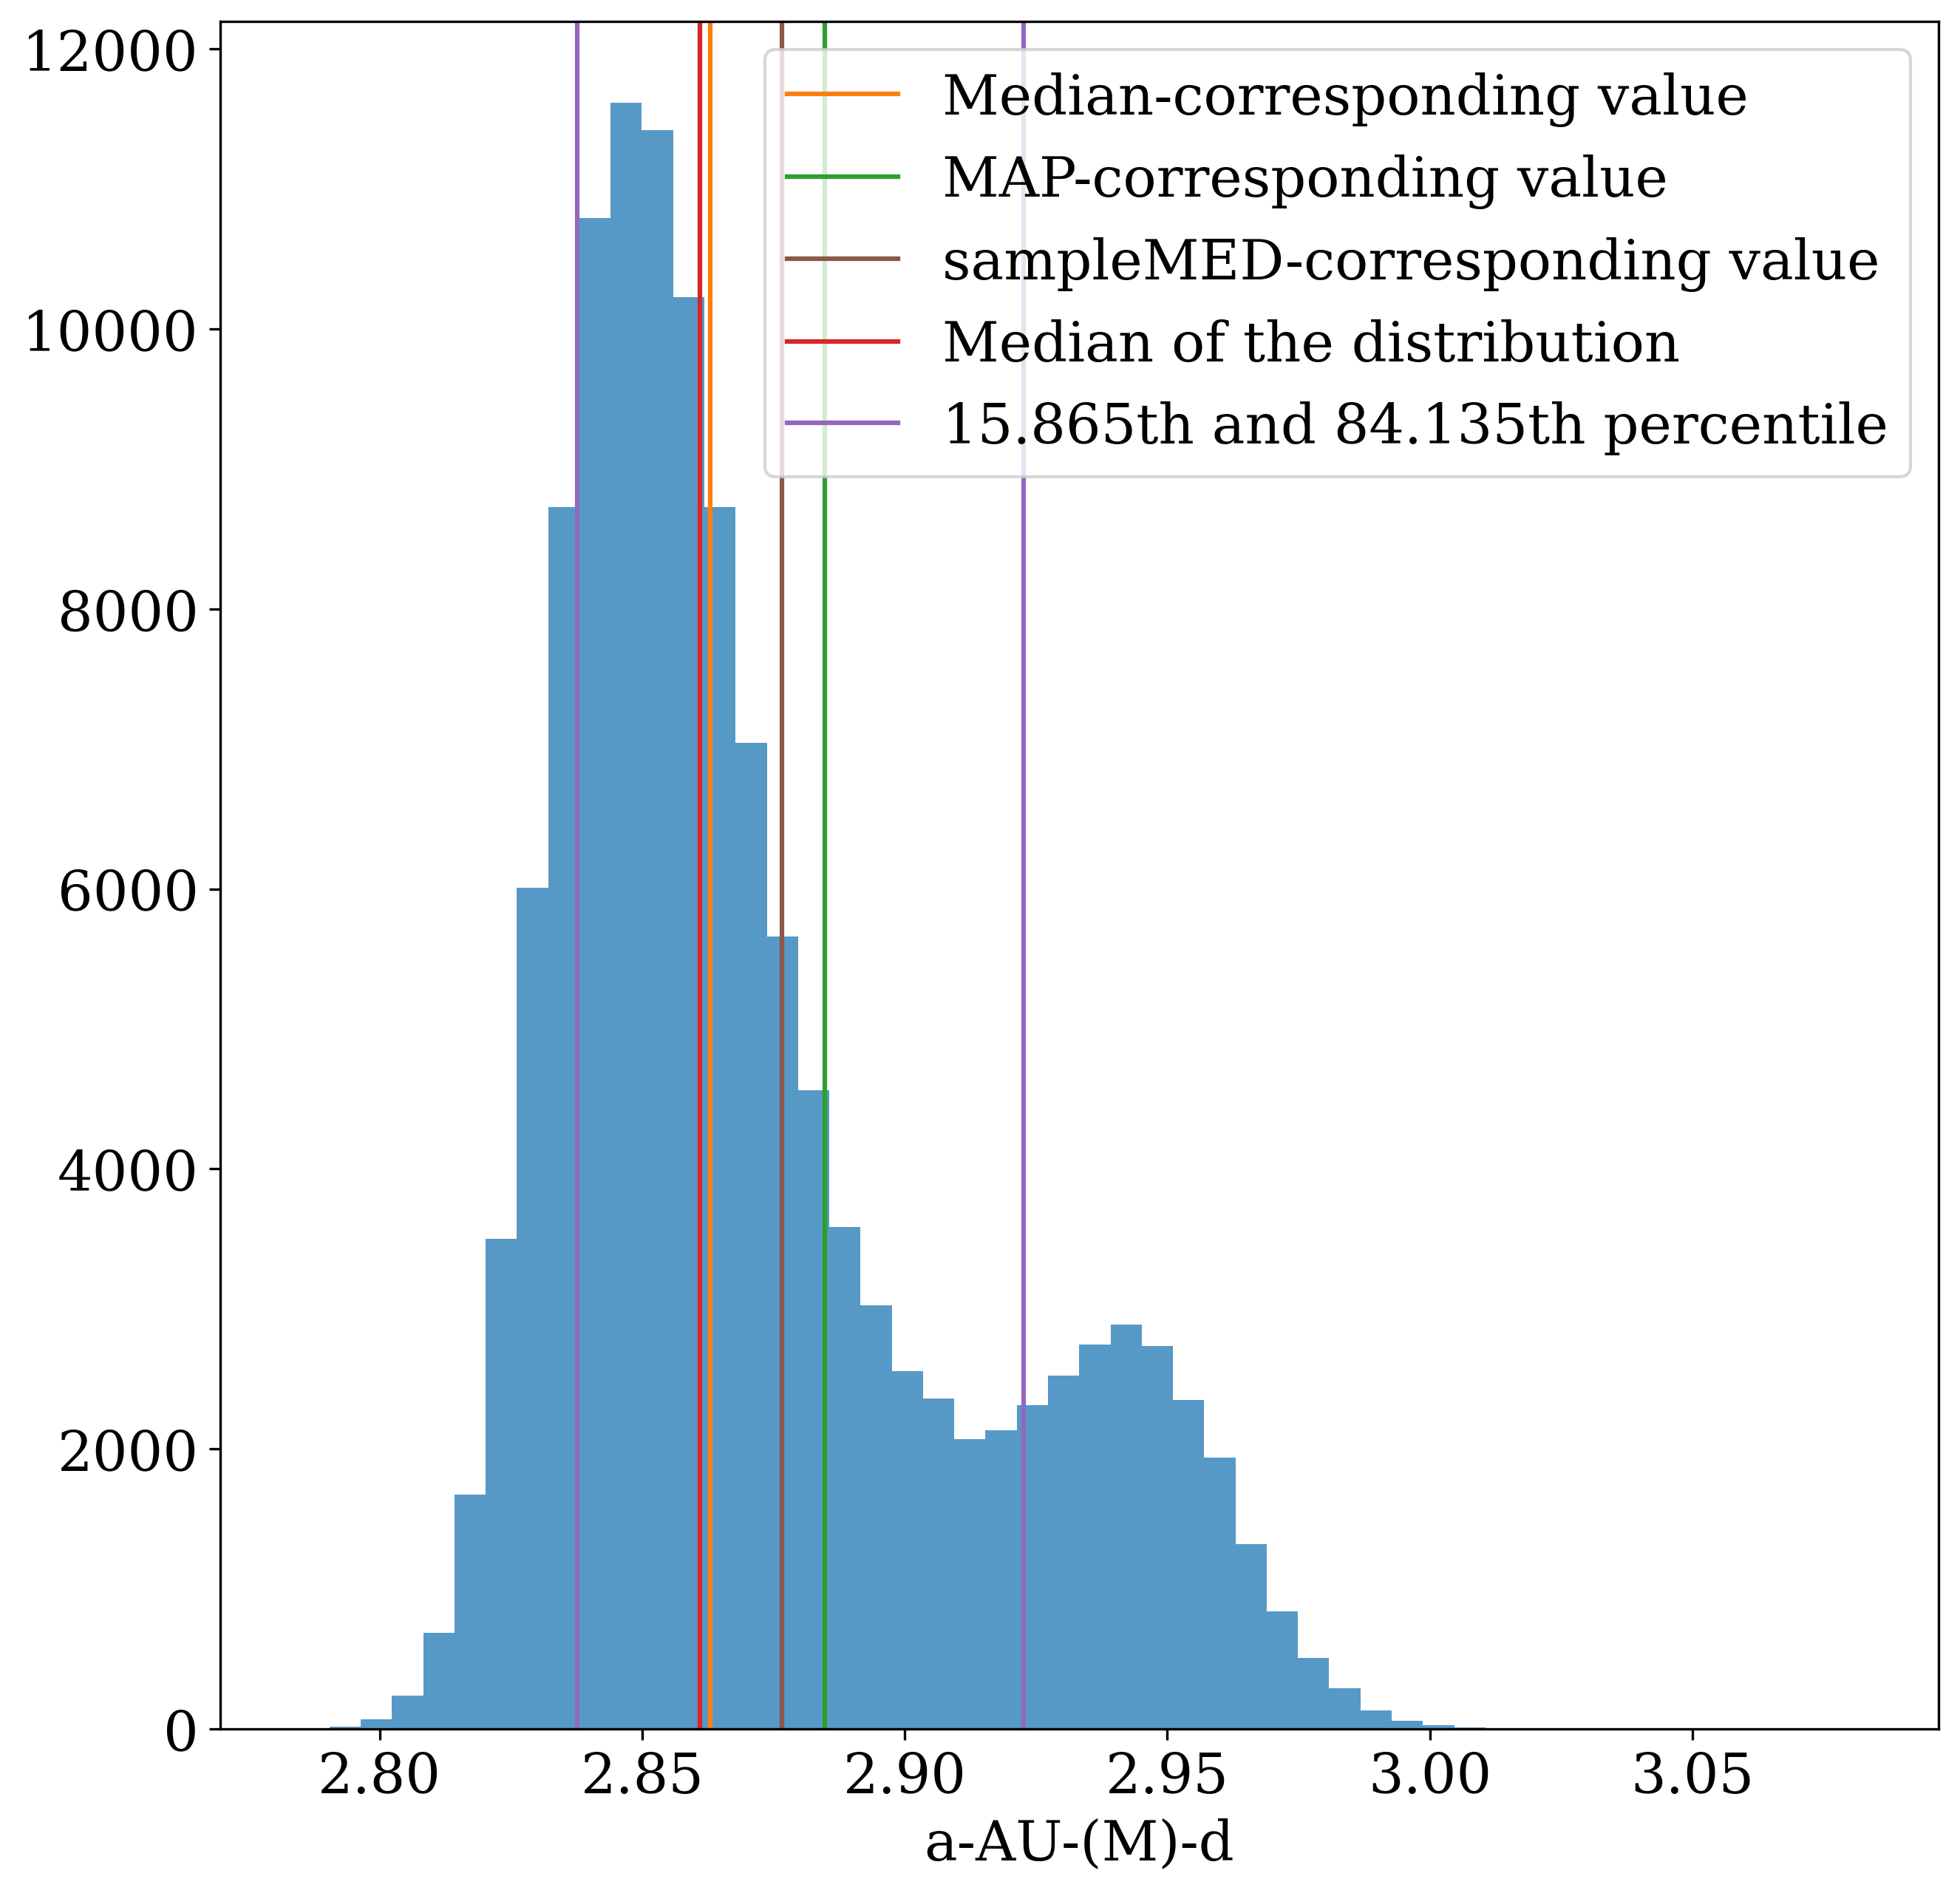 12000
10000
8000
6000
4000
2000
0
Median-corresponding value
MAP-corresponding value
sampleMED-corresponding value
Median of the distribution
15.865th and 84.135th percentile
2.80 2.85 2.90 2.95 3.00 3.05
a-AU-(M)-d